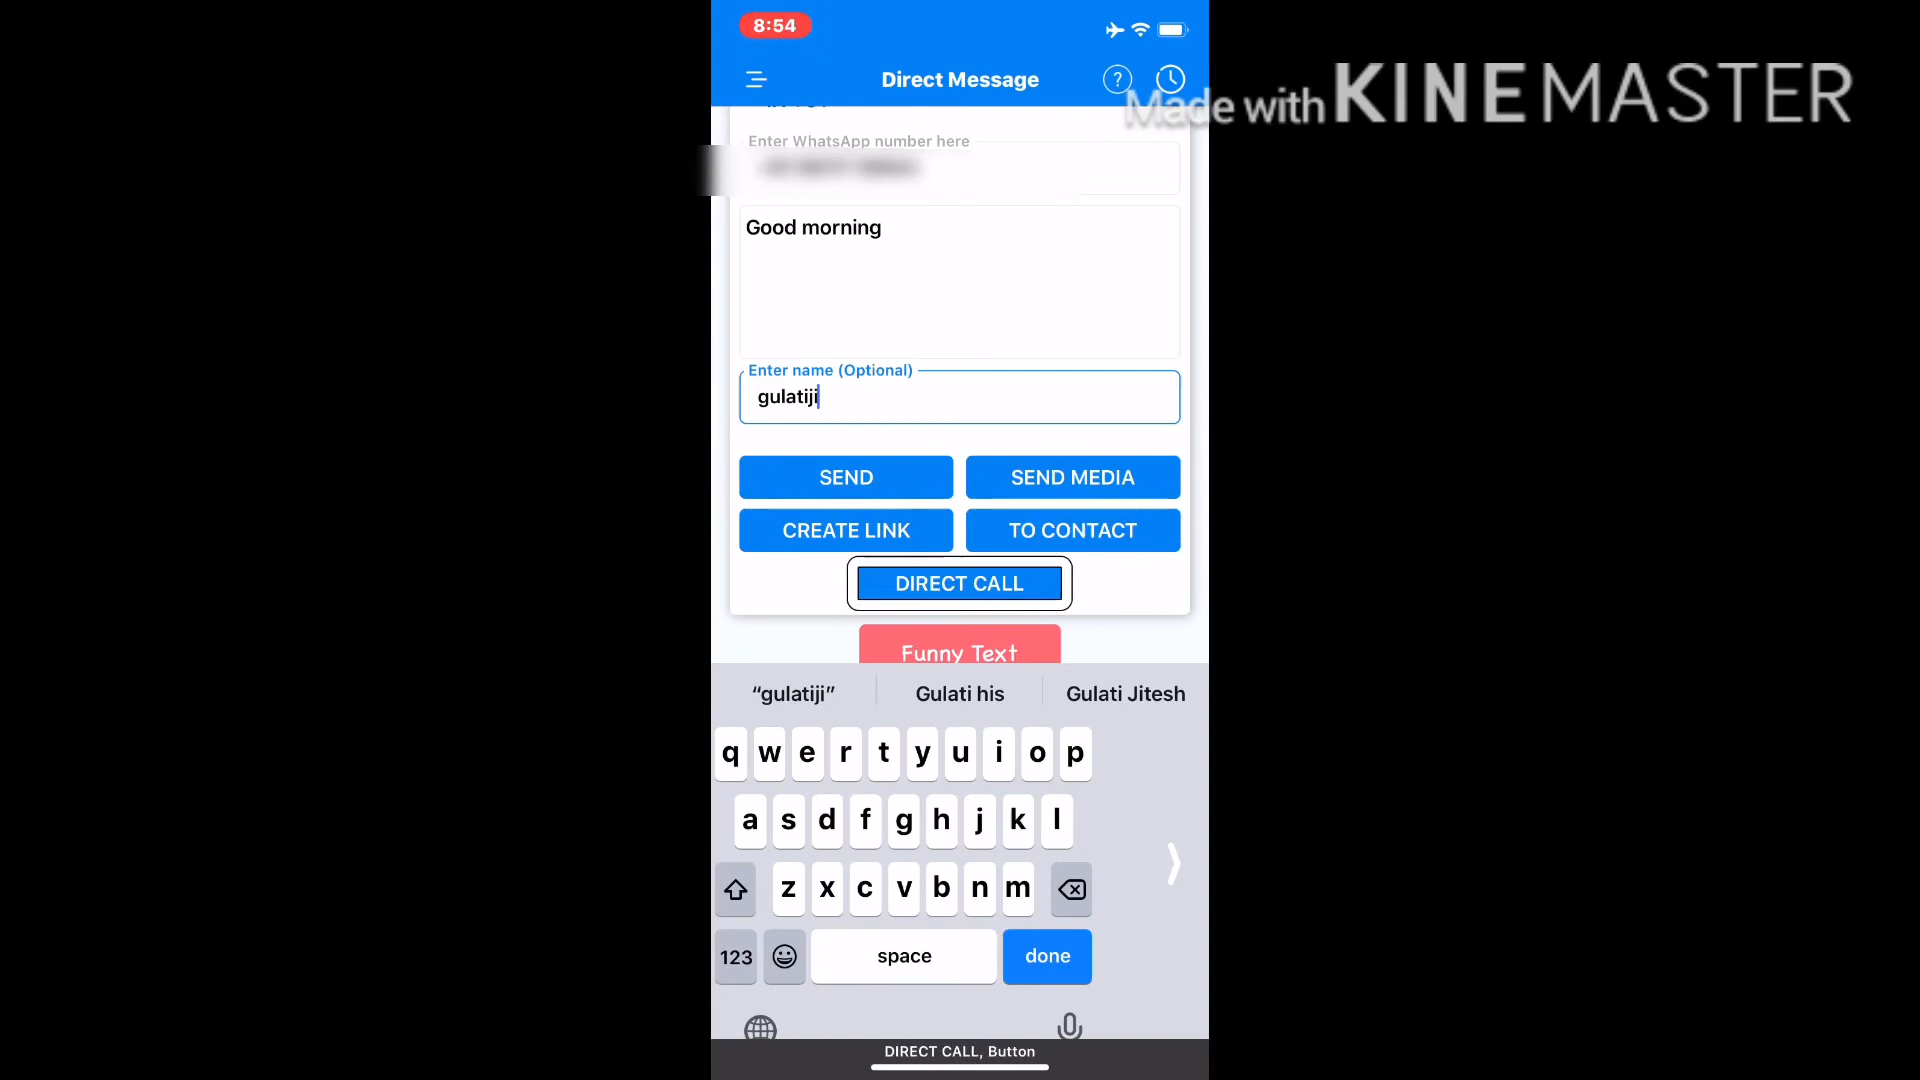 8:54
Direct Message
?
Made with KINEMASTER
Enter WhatsApp number here
Good morning
Enter name (Optional)
gulatiji
SEND
SEND MEDIA
CREATE LINK
TO CONTACT
DIRECT CALL
Funny Text
“gulatiji”
Gulati his
Gulati Jitesh
q w e r t y u i o p
a s d f g h j k l
z x c v b n m
123
space
done
DIRECT CALL, Button